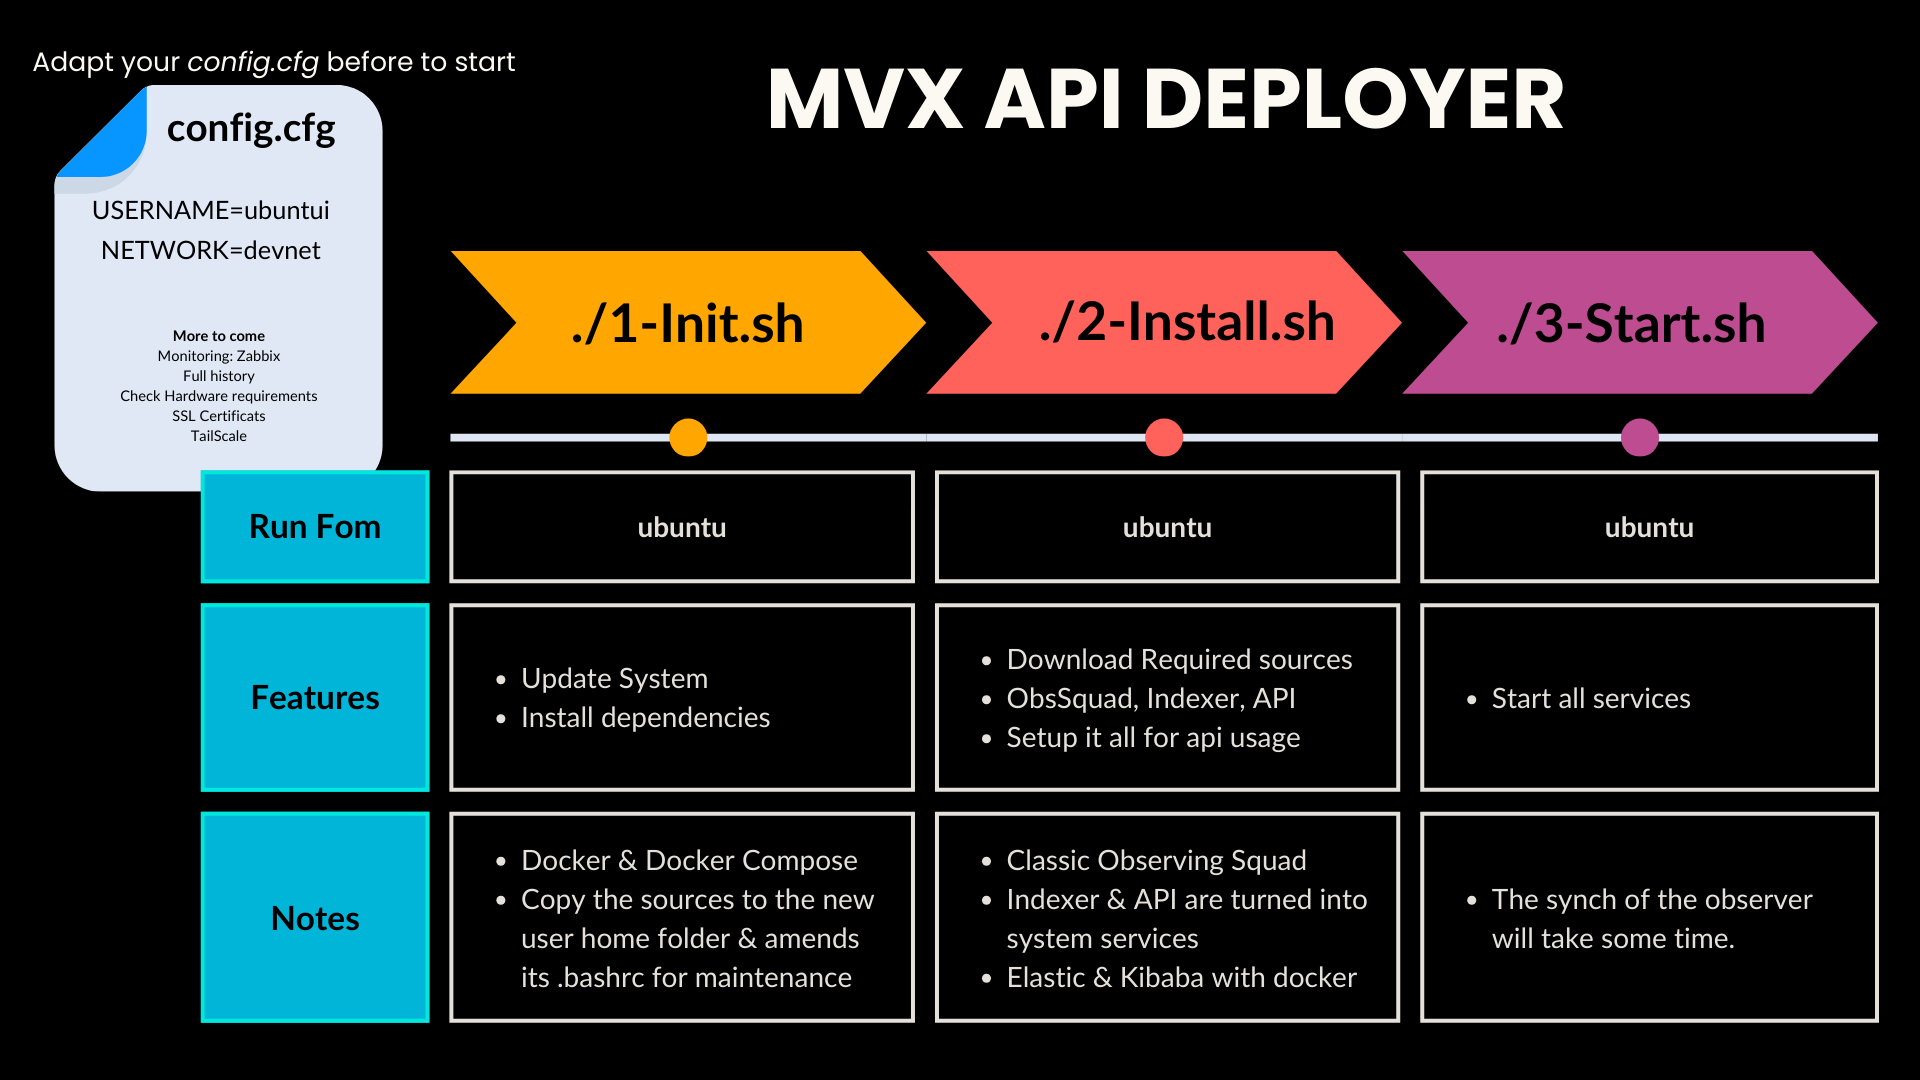 Adapt your config.cfg before to start
MVX API DEPLOYER
config.cfg
USERNAME=ubuntui
NETWORK=devnet
More to come
Monitoring: Zabbix
Full history
Check Hardware requirements
SSL Certificats
TailScale
./1-Init.sh
./2-Install.sh
./3-Start.sh
Run Fom
ubuntu
ubuntu
ubuntu
Features
• Update System
• Install dependencies
• Download Required sources
• ObsSquad, Indexer, API
• Setup it all for api usage
• Start all services
Notes
• Docker & Docker Compose
• Copy the sources to the new
user home folder & amends
its .bashrc for maintenance
• Classic Observing Squad
• Indexer & API are turned into
system services
• Elastic & Kibaba with docker
• The synch of the observer
will take some time.